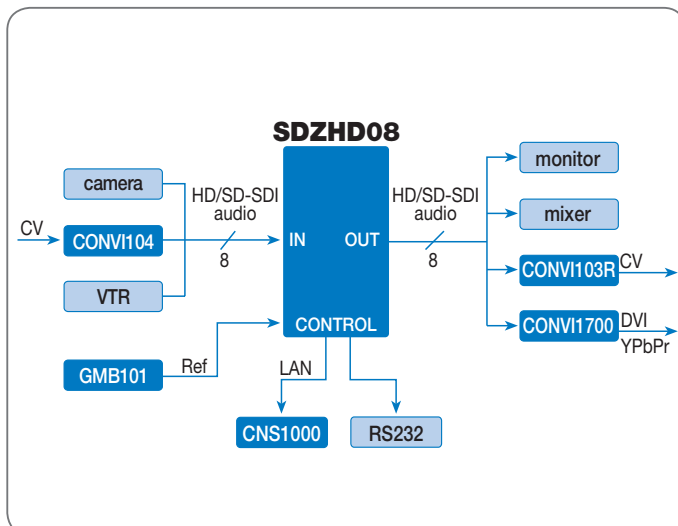 SDZHD08
camera
CV
CONVI104
VTR
GMB101
Ref
HD/SD-SDI
audio
8
IN
OUT
CONTROL
HD/SD-SDI
audio
8
monitor
mixer
CONVI103R
CV
CONVI1700
DVI
YPbPr
LAN
CNS1000
RS232